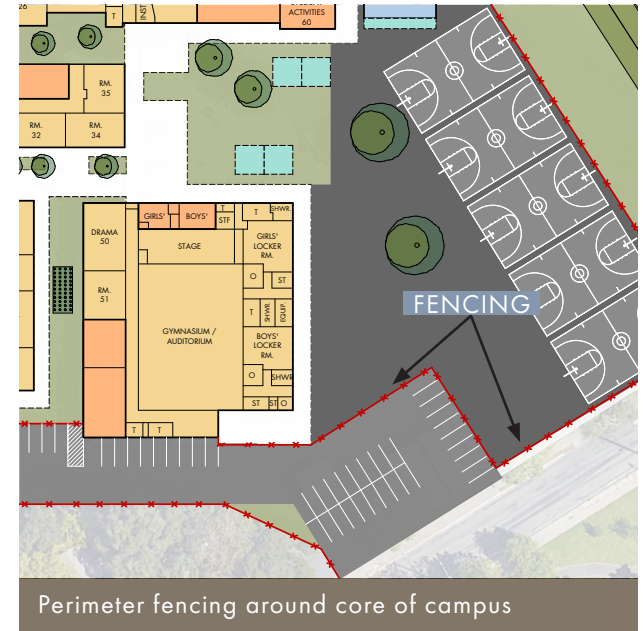 26
T
INST
ACTIVITIES
60
RM.
35
RM.
32
RM.
34
GIRLS'
BOYS'
T
STF
T
SHWR.
DRAMA
50
STAGE
GIRLS'
LOCKER
RM.
O
ST
RM.
51
T
SHWR.
EQUIP.
GYMNASIUM /
AUDITORIUM
BOYS'
LOCKER
RM.
O
SHWR.
ST
ST
O
T
T
FENCING
Perimeter fencing around core of campus